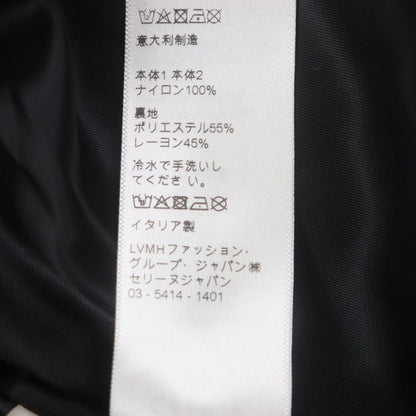 意大利制造
本体1 本体2
ナイロン100%
裏地
ポリエステル55%
レーヨン45%
冷水で手洗いし
てください。
イタリア製
LVMHファッション・
グループ・ジャパン㈱
セリーヌジャパン
03 - 5414 - 1401